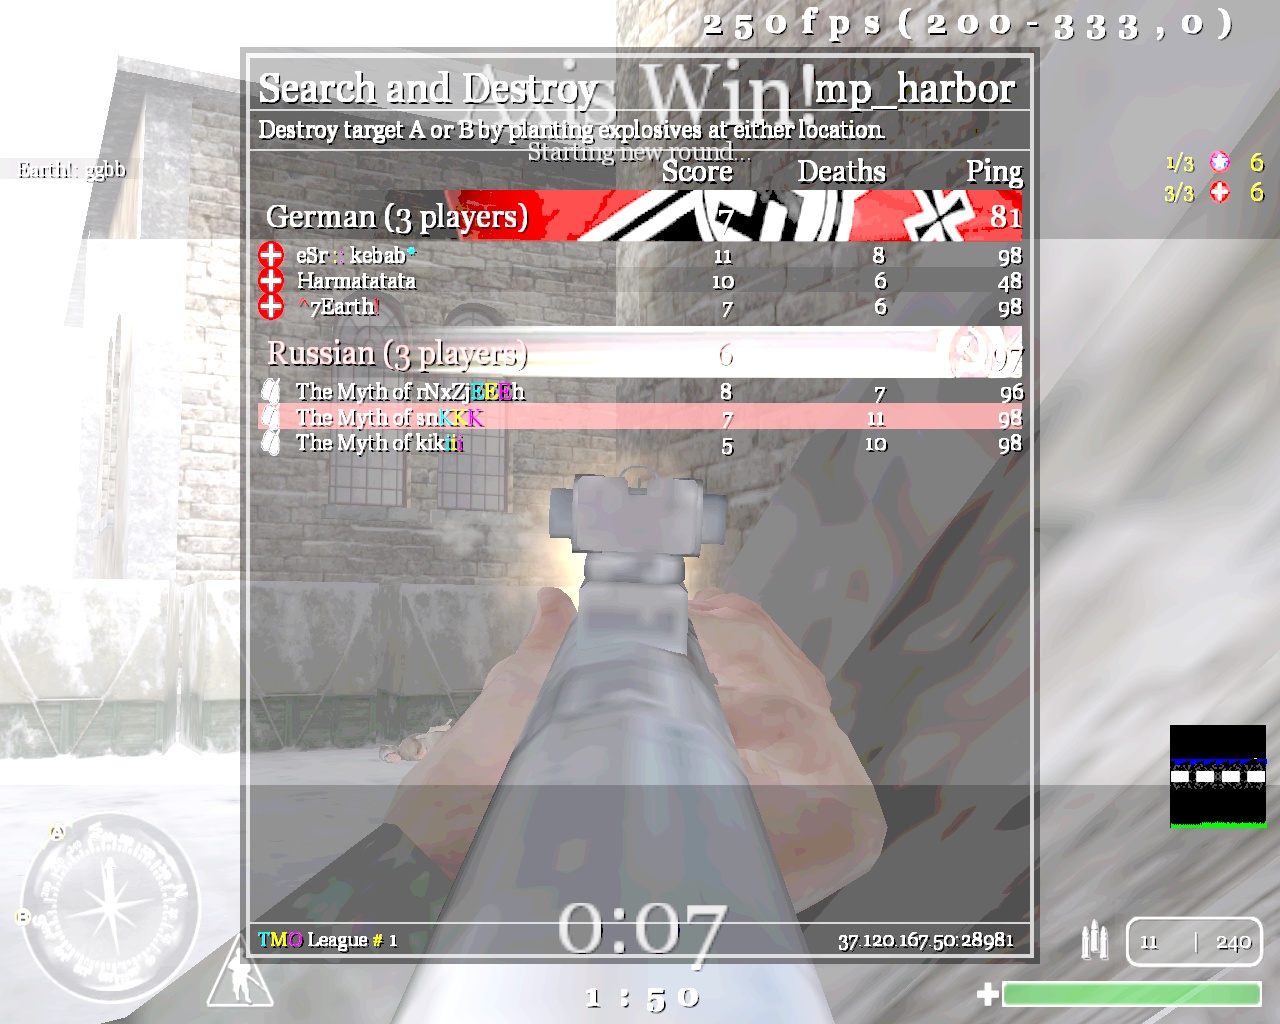 250fps(200-333,0)
Axis Win!
Search and Destroy mp_harbor
Destroy target A or B by planting explosives at either location.
Starting new round...
Earth!: ggbb
1/3 6
3/3 6
Score Deaths Ping
German (3 players) 7 81
eSr :: kebab* 11 8 98
Harmatatata 10 6 48
^7Earth! 7 6 98
Russian (3 players) 6 97
The Myth of rNxZjEEEh 8 7 96
The Myth of snKKK 7 11 98
The Myth of kikiii 5 10 98
A
B
N
S
0:07
TMO League # 1 37.120.167.50:28981
11 | 240
1:50